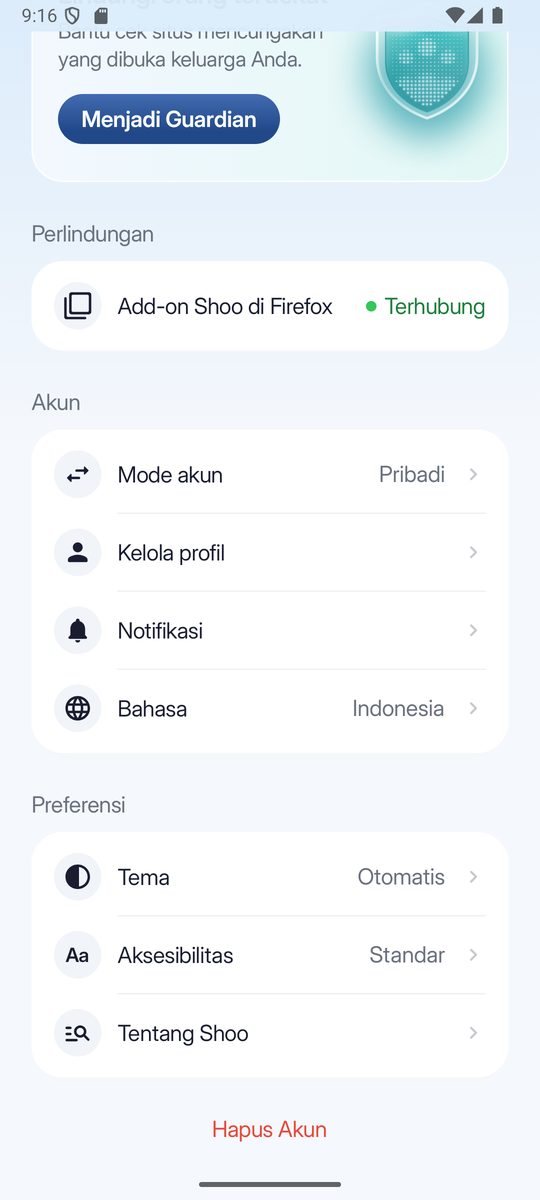 9:16
Bantu cek situs mencurigakan
yang dibuka keluarga Anda.
Menjadi Guardian
Perlindungan
Add-on Shoo di Firefox
Terhubung
Akun
Mode akun
Pribadi
Kelola profil
Notifikasi
Bahasa
Indonesia
Preferensi
Tema
Otomatis
Aa
Aksesibilitas
Standar
Tentang Shoo
Hapus Akun